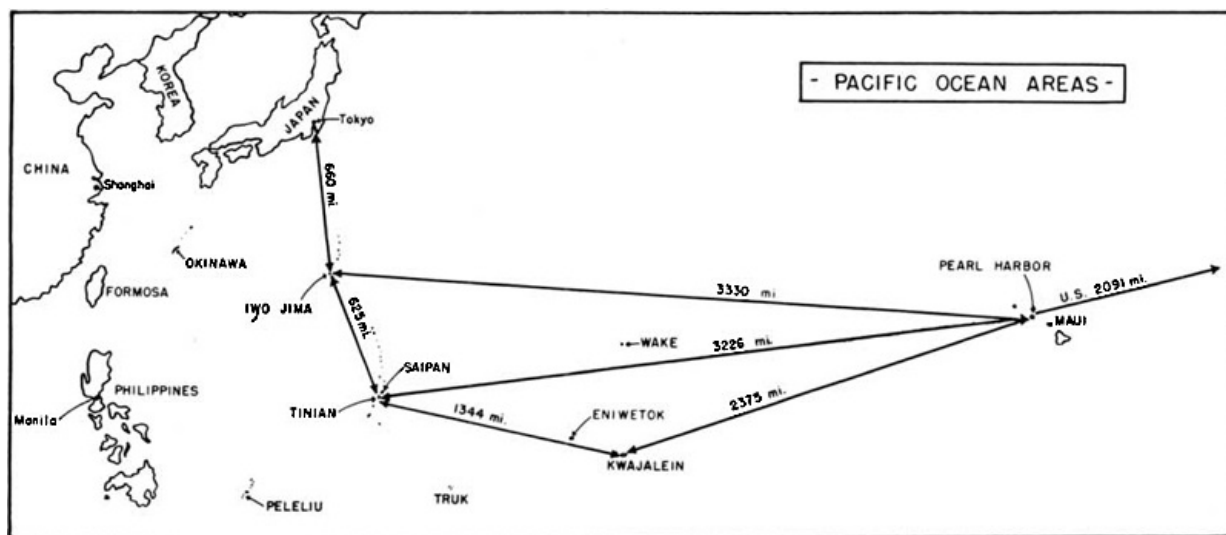 - PACIFIC OCEAN AREAS -
KOREA
JAPAN
Tokyo
CHINA
Shanghai
660 mi.
OKINAWA
PEARL HARBOR
FORMOSA
IWO JIMA
3330 mi
U.S. 2091 mi.
MAUI
625 mi.
WAKE
3226 mi.
SAIPAN
PHILIPPINES
Manila
TINIAN
1344 mi.
ENIWETOK
2373 mi.
KWAJALEIN
PELELIU
TRUK